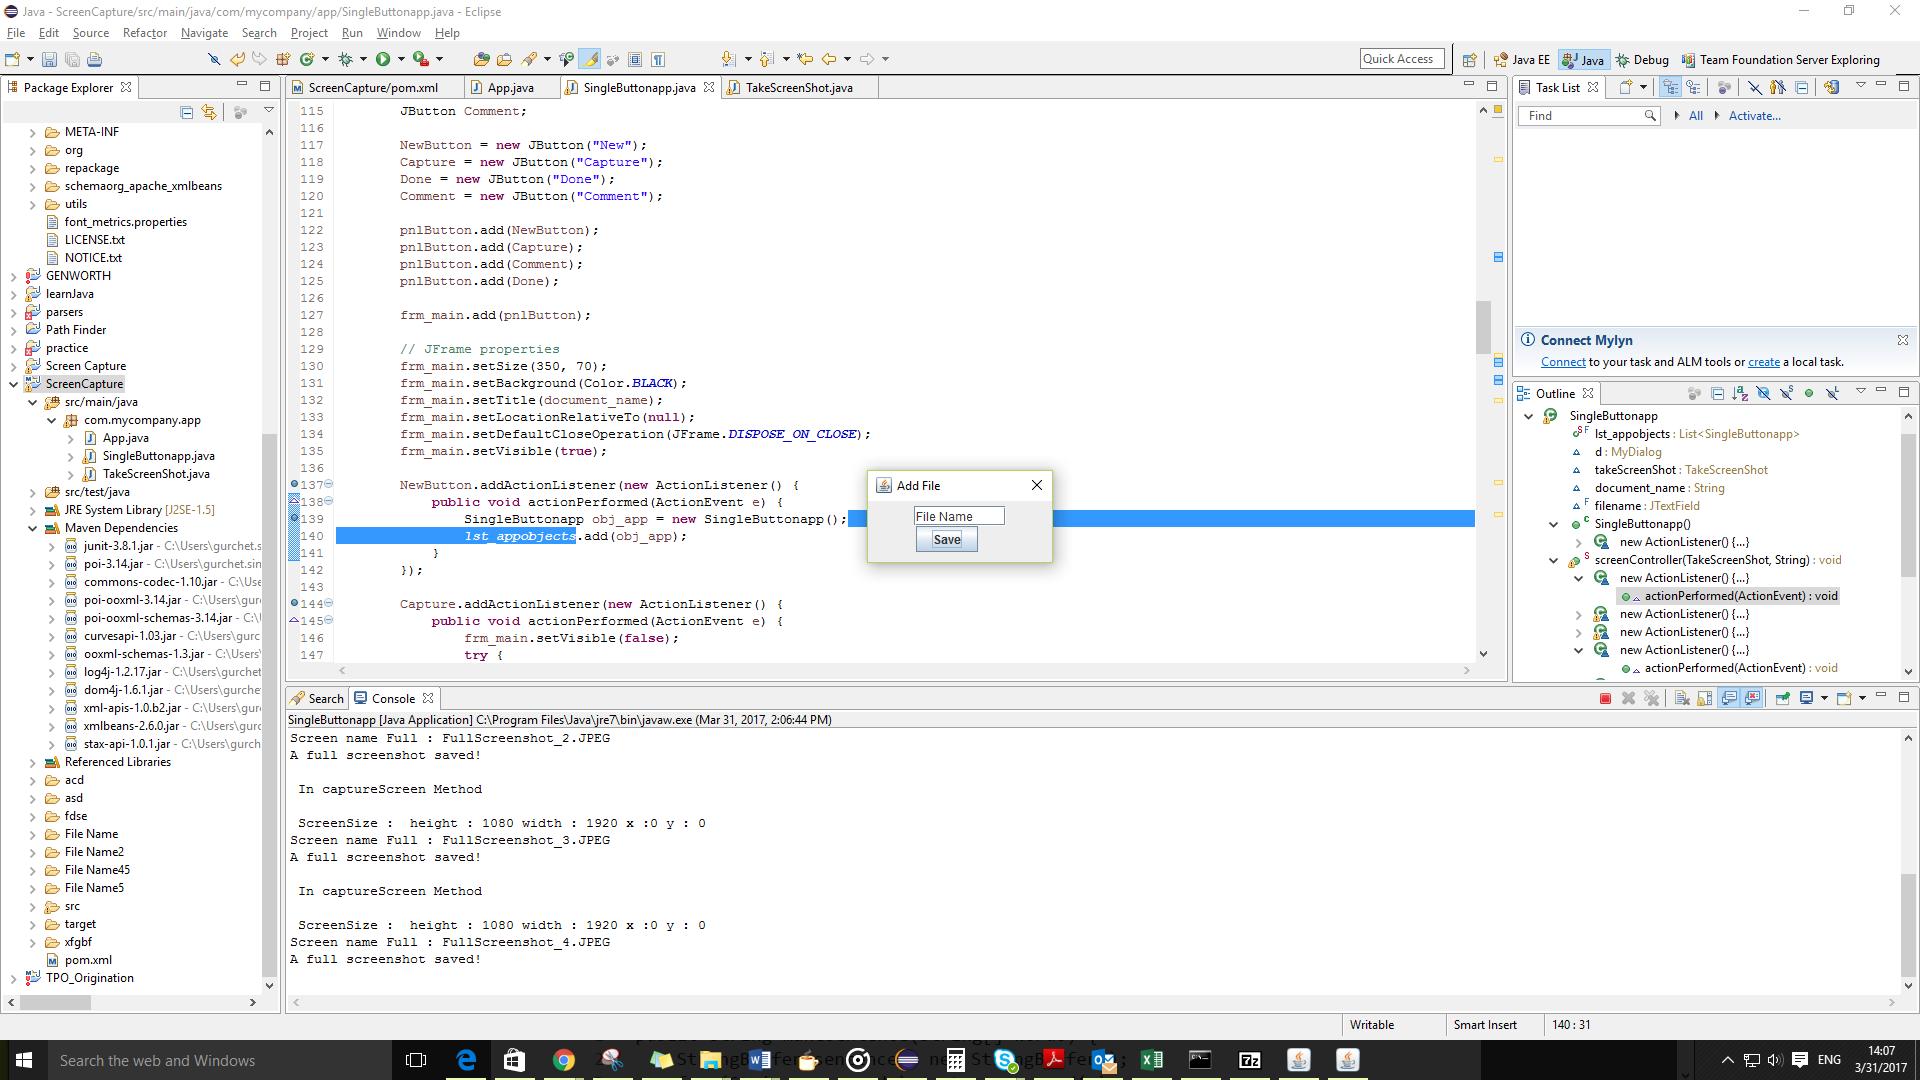 Java - ScreenCapture/src/main/java/com/mycompany/app/SingleButtonapp.java - Eclipse
File Edit Source Refactor Navigate Search Project Run Window Help
Quick Access
Java EE
Java
Debug
Team Foundation Server Exploring
Package Explorer
META-INF
org
repackage
schemaorg_apache_xmlbeans
utils
font_metrics.properties
LICENSE.txt
NOTICE.txt
GENWORTH
learnJava
parsers
Path Finder
practice
Screen Capture
ScreenCapture
src/main/java
com.mycompany.app
App.java
SingleButtonapp.java
TakeScreenShot.java
src/test/java
JRE System Library [J2SE-1.5]
Maven Dependencies
junit-3.8.1.jar - C:\Users\gurchet.sin
poi-3.14.jar - C:\Users\gurchet.sin
commons-codec-1.10.jar - C:\Use
poi-ooxml-3.14.jar - C:\Users\gur
poi-ooxml-schemas-3.14.jar - C:\U
curvesapi-1.03.jar - C:\Users\gurc
ooxml-schemas-1.3.jar - C:\Users
log4j-1.2.17.jar - C:\Users\gurchet
dom4j-1.6.1.jar - C:\Users\gurche
xml-apis-1.0.b2.jar - C:\Users\gur
xmlbeans-2.6.0.jar - C:\Users\gur
stax-api-1.0.1.jar - C:\Users\gurch
Referenced Libraries
acd
asd
fdse
File Name
File Name2
File Name45
File Name5
src
target
xfgbf
pom.xml
TPO_Origination
ScreenCapture/pom.xml
App.java
SingleButtonapp.java
TakeScreenShot.java
115 JButton Comment;
116
117 NewButton = new JButton("New");
118 Capture = new JButton("Capture");
119 Done = new JButton("Done");
120 Comment = new JButton("Comment");
121
122 pnlButton.add(NewButton);
123 pnlButton.add(Capture);
124 pnlButton.add(Comment);
125 pnlButton.add(Done);
126
127 frm_main.add(pnlButton);
128
129 // JFrame properties
130 frm_main.setSize(350, 70);
131 frm_main.setBackground(Color.BLACK);
132 frm_main.setTitle(document_name);
133 frm_main.setLocationRelativeTo(null);
134 frm_main.setDefaultCloseOperation(JFrame.DISPOSE_ON_CLOSE);
135 frm_main.setVisible(true);
136
137 NewButton.addActionListener(new ActionListener() {
138 public void actionPerformed(ActionEvent e) {
139 SingleButtonapp obj_app = new SingleButtonapp();
140 lst_appobjects.add(obj_app);
141 }
142 });
143
144 Capture.addActionListener(new ActionListener() {
145 public void actionPerformed(ActionEvent e) {
146 frm_main.setVisible(false);
147 try {
Add File
File Name
Save
Task List
Find
All
Activate...
Connect Mylyn
Connect to your task and ALM tools or create a local task.
Outline
SingleButtonapp
lst_appobjects : List<SingleButtonapp>
d : MyDialog
takeScreenShot : TakeScreenShot
document_name : String
filename : JTextField
SingleButtonapp()
new ActionListener() {...}
screenController(TakeScreenShot, String) : void
new ActionListener() {...}
actionPerformed(ActionEvent) : void
new ActionListener() {...}
new ActionListener() {...}
new ActionListener() {...}
actionPerformed(ActionEvent) : void
Search
Console
SingleButtonapp [Java Application] C:\Program Files\Java\jre7\bin\javaw.exe (Mar 31, 2017, 2:06:44 PM)
Screen name Full : FullScreenshot_2.JPEG
A full screenshot saved!
In captureScreen Method
ScreenSize : height : 1080 width : 1920 x :0 y : 0
Screen name Full : FullScreenshot_3.JPEG
A full screenshot saved!
In captureScreen Method
ScreenSize : height : 1080 width : 1920 x :0 y : 0
Screen name Full : FullScreenshot_4.JPEG
A full screenshot saved!
Writable
Smart Insert
140 : 31
Search the web and Windows
ENG
14:07
3/31/2017